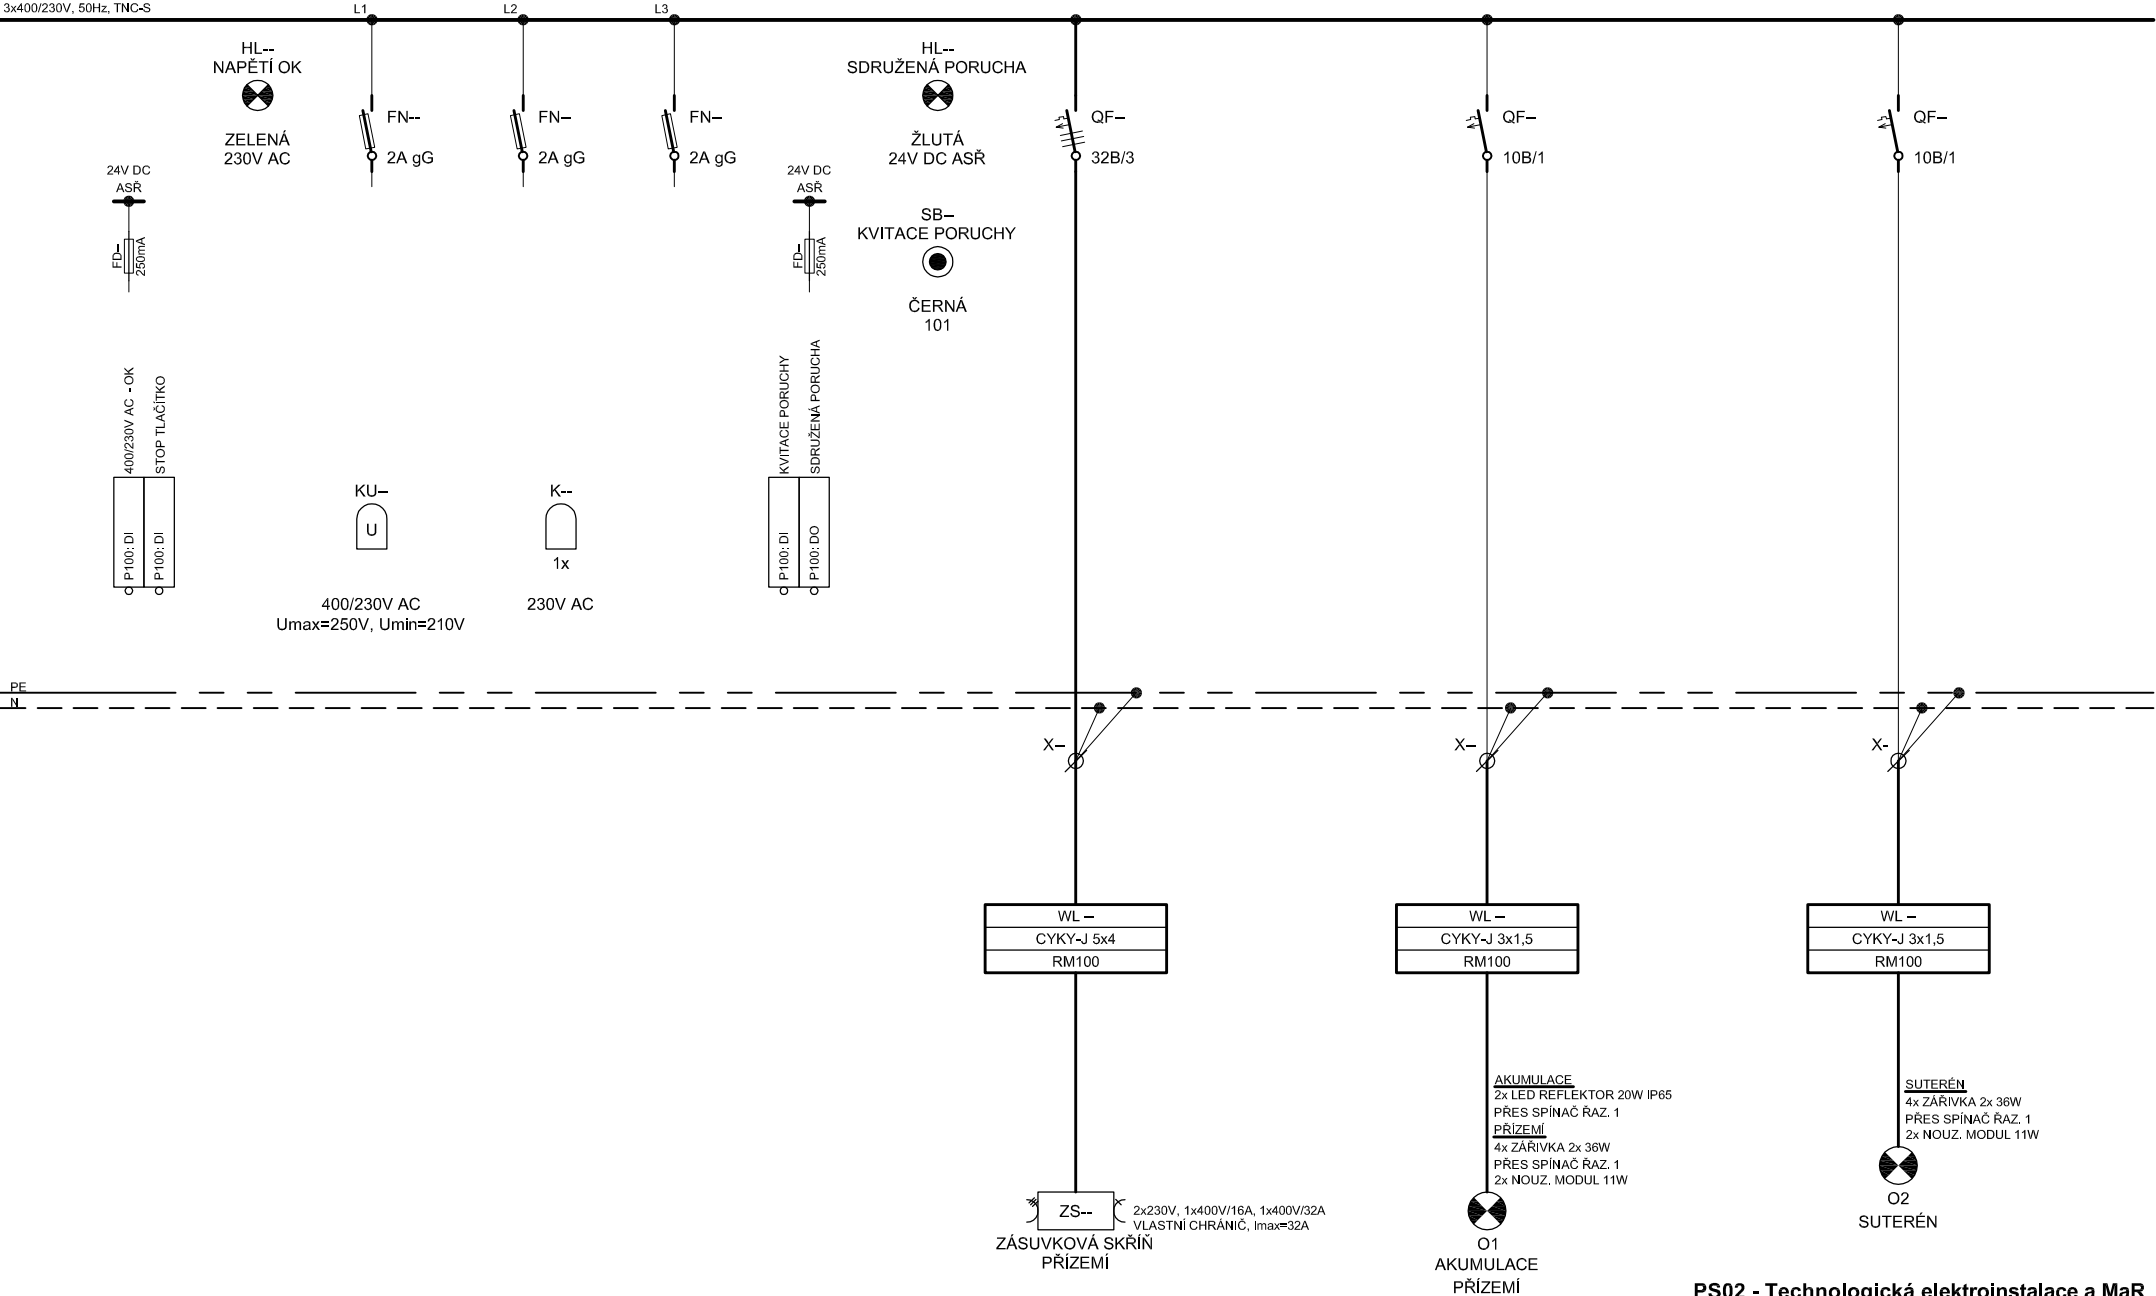 3x400/230V, 50Hz, TNC-S
L1
L2
L3
HL--
NAPĚTÍ OK
ZELENÁ
230V AC
FN--
2A gG
FN–
2A gG
FN–
2A gG
HL--
SDRUŽENÁ PORUCHA
ŽLUTÁ
24V DC ASŘ
QF–
32B/3
QF–
10B/1
QF–
10B/1
24V DC
ASŘ
FD–
250mA
24V DC
ASŘ
FD–
250mA
SB–
KVITACE PORUCHY
ČERNÁ
101
400/230V AC - OK
STOP TLAČÍTKO
P100: DI
P100: DI
KU–
U
400/230V AC
Umax=250V, Umin=210V
K--
1x
230V AC
KVITACE PORUCHY
SDRUŽENÁ PORUCHA
P100: DI
P100: DO
PE
N
X–
X–
X-
WL –
CYKY-J 5x4
RM100
WL –
CYKY-J 3x1,5
RM100
WL –
CYKY-J 3x1,5
RM100
AKUMULACE
2x LED REFLEKTOR 20W IP65
PŘES SPÍNAČ ŘAZ. 1
PŘÍZEMÍ
4x ZÁŘIVKA 2x 36W
PŘES SPÍNAČ ŘAZ. 1
2x NOUZ. MODUL 11W
SUTERÉN
4x ZÁŘIVKA 2x 36W
PŘES SPÍNAČ ŘAZ. 1
2x NOUZ. MODUL 11W
ZS--
2x230V, 1x400V/16A, 1x400V/32A
VLASTNÍ CHRÁNIČ, Imax=32A
ZÁSUVKOVÁ SKŘÍŇ
PŘÍZEMÍ
O1
AKUMULACE
PŘÍZEMÍ
O2
SUTERÉN
PS02 - Technologická elektroinstalace a MaR